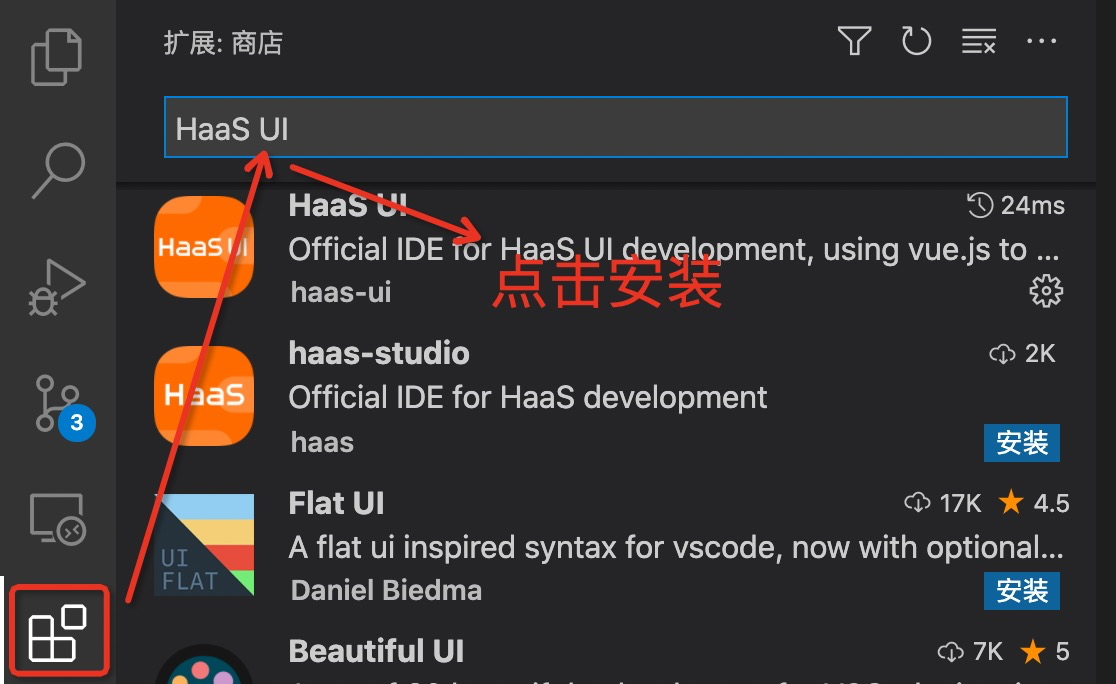 扩展: 商店
HaaS UI
HaaS UI
HaaS UI
24ms
Official IDE for HaaS UI development, using vue.js to ...
点击安装
haas-ui
HaaS
haas-studio
2K
Official IDE for HaaS development
haas
安装
3
UI
FLAT
Flat UI
17K
4.5
A flat ui inspired syntax for vscode, now with optional...
Daniel Biedma
安装
Beautiful UI
7K
5